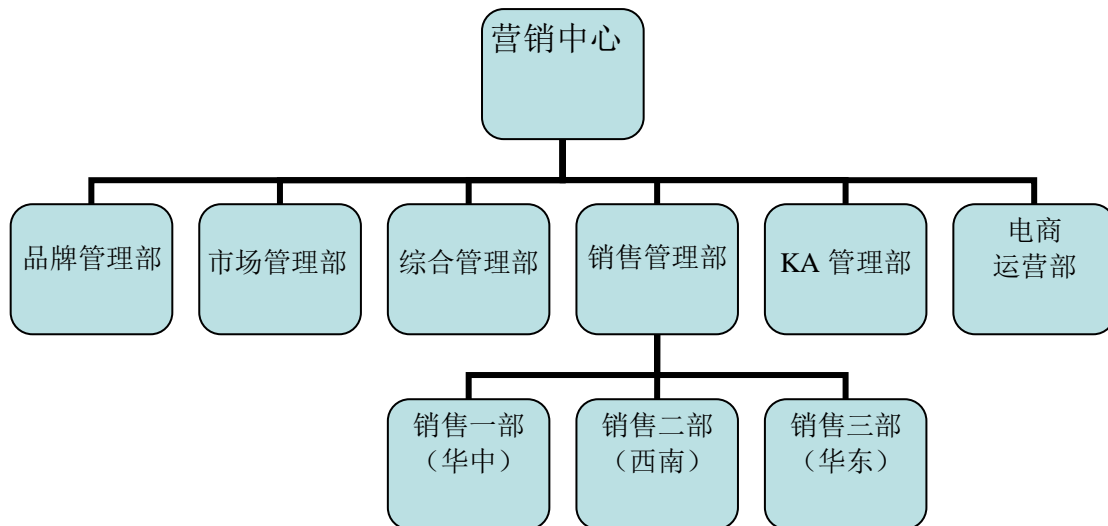 营销中心
品牌管理部
市场管理部
综合管理部
销售管理部
KA 管理部
电商
运营部
销售一部
（华中）
销售二部
（西南）
销售三部
（华东）